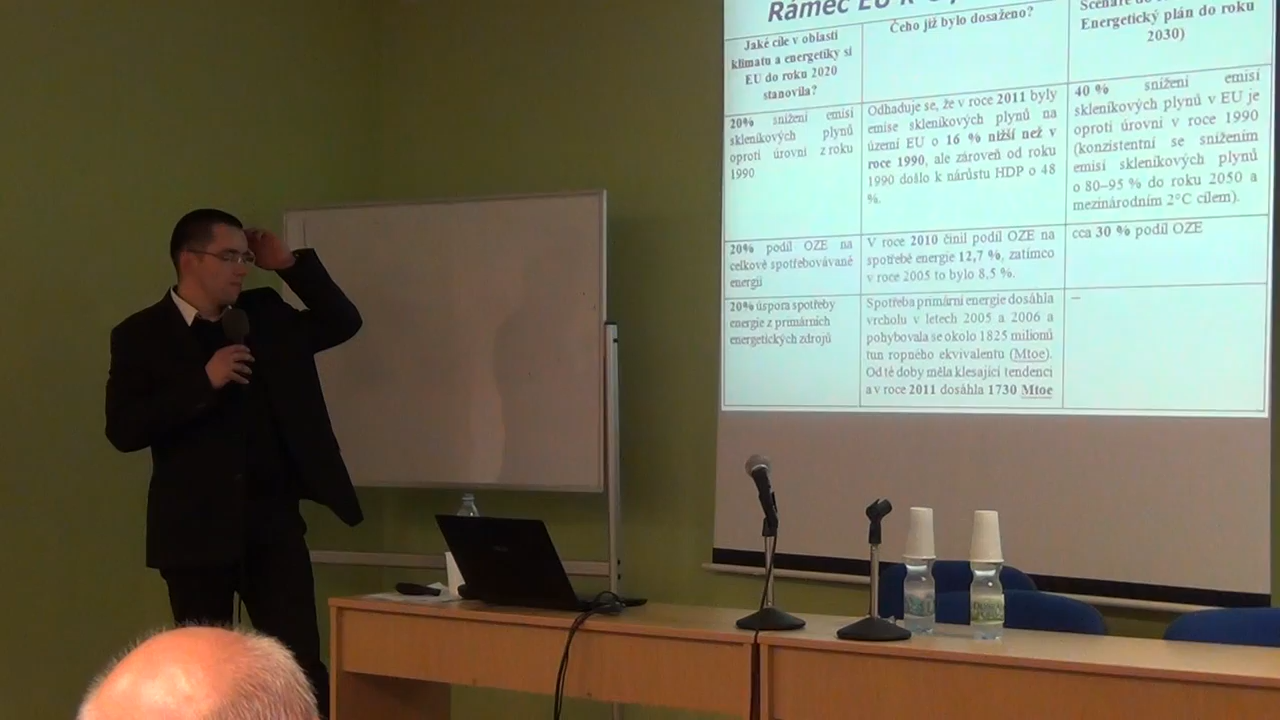 Rámec EU k
Jaké cíle v oblasti
klimatu a energetiky si
EU do roku 2020
stanovila?
Čeho již bylo dosaženo?
Energetický plán do roku
2030)
20% snížení emisí
skleníkových plynů
oproti úrovni z roku
1990
Odhaduje se, že v roce 2011 byly
emise skleníkových plynů na
území EU o 16 % nižší než v
roce 1990, ale zároveň od roku
1990 došlo k nárůstu HDP o 48
%.
40 % snížení emisí
skleníkových plynů v EU je
oproti úrovni v roce 1990
(konzistentní se snížením
emisí skleníkových plynů
o 80–95 % do roku 2050 a
mezinárodním 2°C cílem).
20% podíl OZE na
celkově spotřebovávané
energii
V roce 2010 činil podíl OZE na
spotřebě energie 12,7 %, zatímco
v roce 2005 to bylo 8,5 %.
cca 30 % podíl OZE
20% úspora spotřeby
energie z primárních
energetických zdrojů
Spotřeba primární energie dosáhla
vrcholu v letech 2005 a 2006 a
pohybovala se okolo 1825 milionů
tun ropného ekvivalentu (Mtoe).
Od té doby měla klesající tendenci
a v roce 2011 dosáhla 1730 Mtoe
–